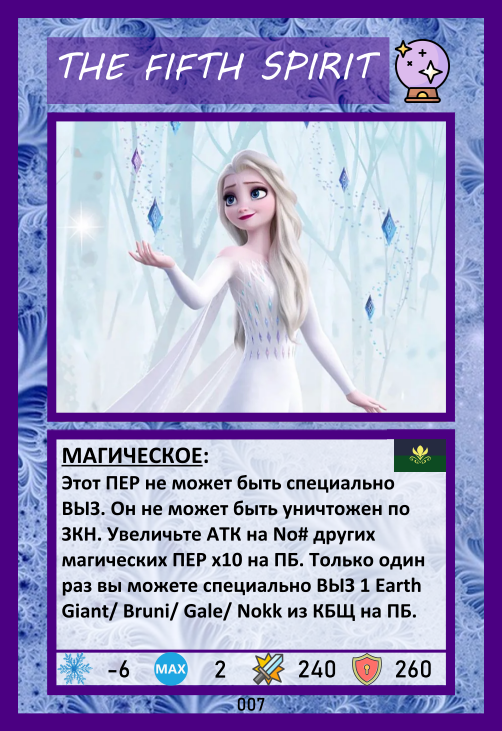 THE FIFTH SPIRIT
МАГИЧЕСКОЕ:
Этот ПЕР не может быть специально
ВЫЗ. Он не может быть уничтожен по
ЗКН. Увеличьте АТК на No# других
магических ПЕР x10 на ПБ. Только один
раз вы можете специально ВЫЗ 1 Earth
Giant/ Bruni/ Gale/ Nokk из КБЩ на ПБ.
-6 MAX 2 240 260
007